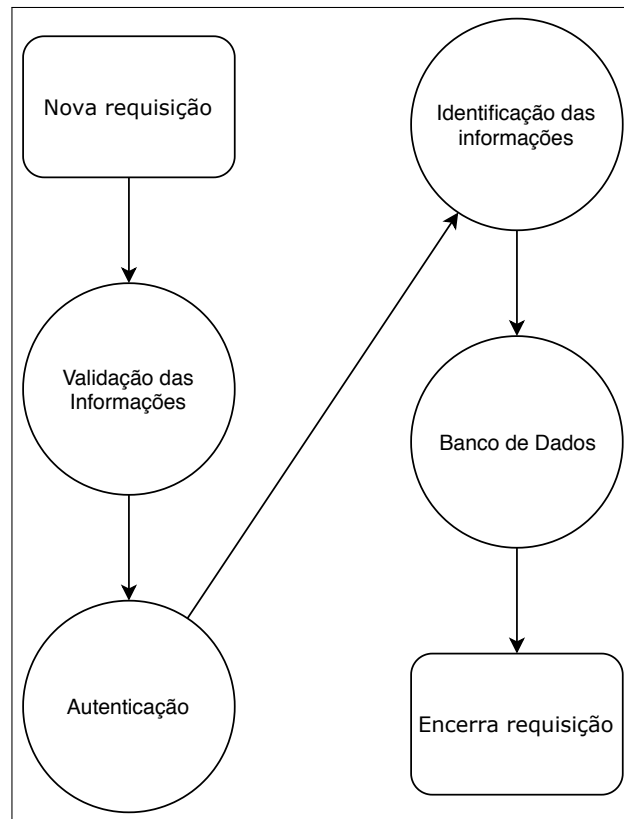 Nova requisição
Validação das
Informações
Autenticação
Identificação das
informações
Banco de Dados
Encerra requisição